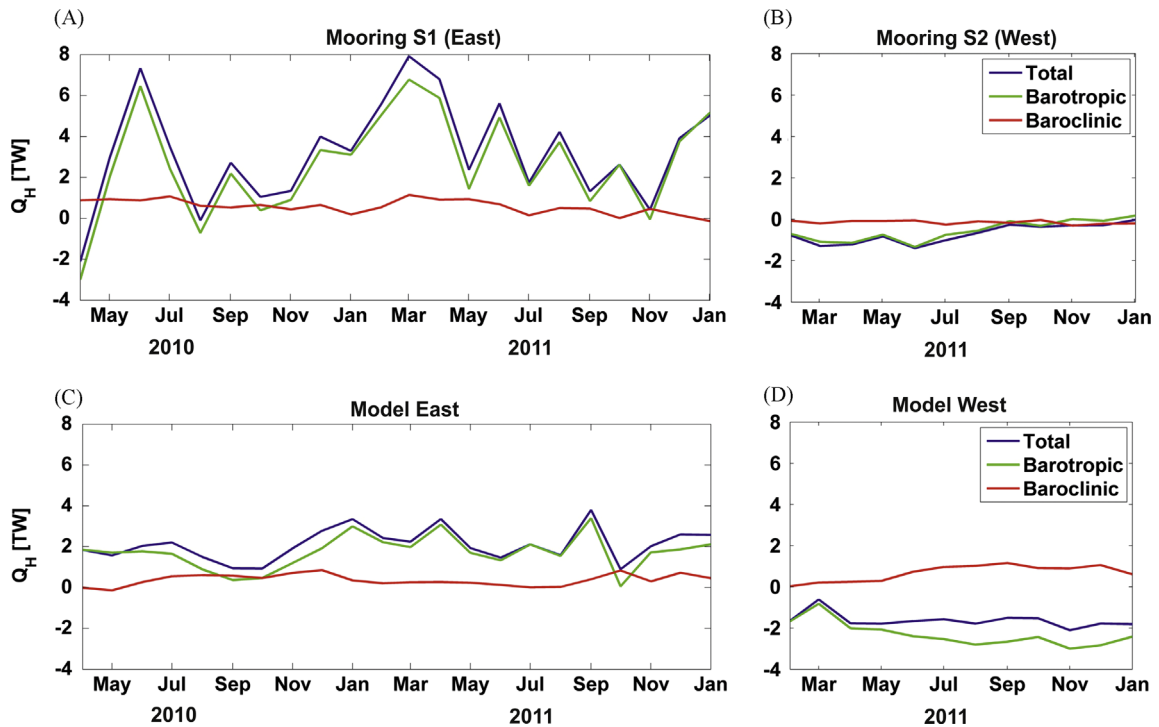 (A)
Mooring S1 (East)
Q_H [TW]
8
6
4
2
0
-2
-4
May Jul Sep Nov Jan Mar May Jul Sep Nov Jan
2010 2011
(B)
Mooring S2 (West)
Total
Barotropic
Baroclinic
8
6
4
2
0
-2
-4
Mar May Jul Sep Nov Jan
2011
(C)
Model East
Q_H [TW]
8
6
4
2
0
-2
-4
May Jul Sep Nov Jan Mar May Jul Sep Nov Jan
2010 2011
(D)
Model West
Total
Barotropic
Baroclinic
8
6
4
2
0
-2
-4
Mar May Jul Sep Nov Jan
2011